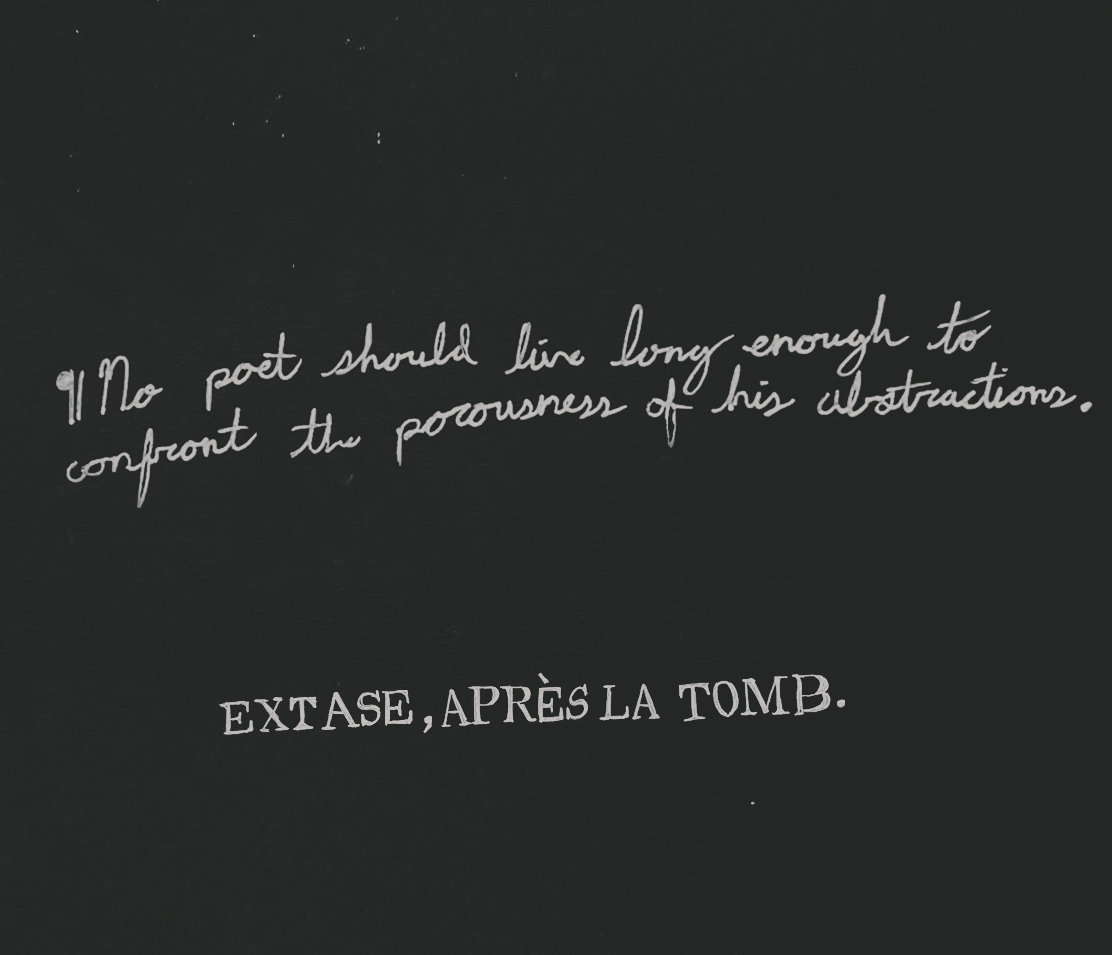 ¶ No poet should live long enough to
confront the porousness of his abstractions.
EXTASE, APRÈS LA TOMB.